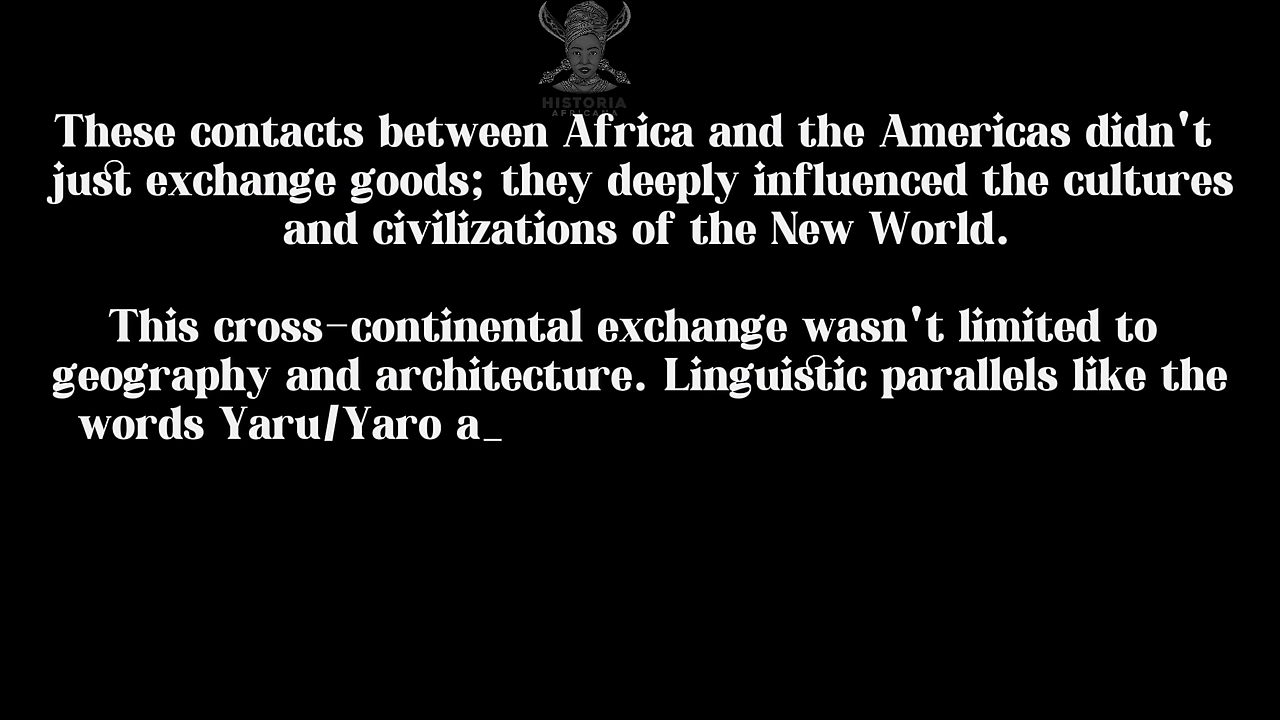 HISTORIA
AFRICANA
These contacts between Africa and the Americas didn't
just exchange goods; they deeply influenced the cultures
and civilizations of the New World.
This cross-continental exchange wasn't limited to
geography and architecture. Linguistic parallels like the
words Yaru/Yaro a_